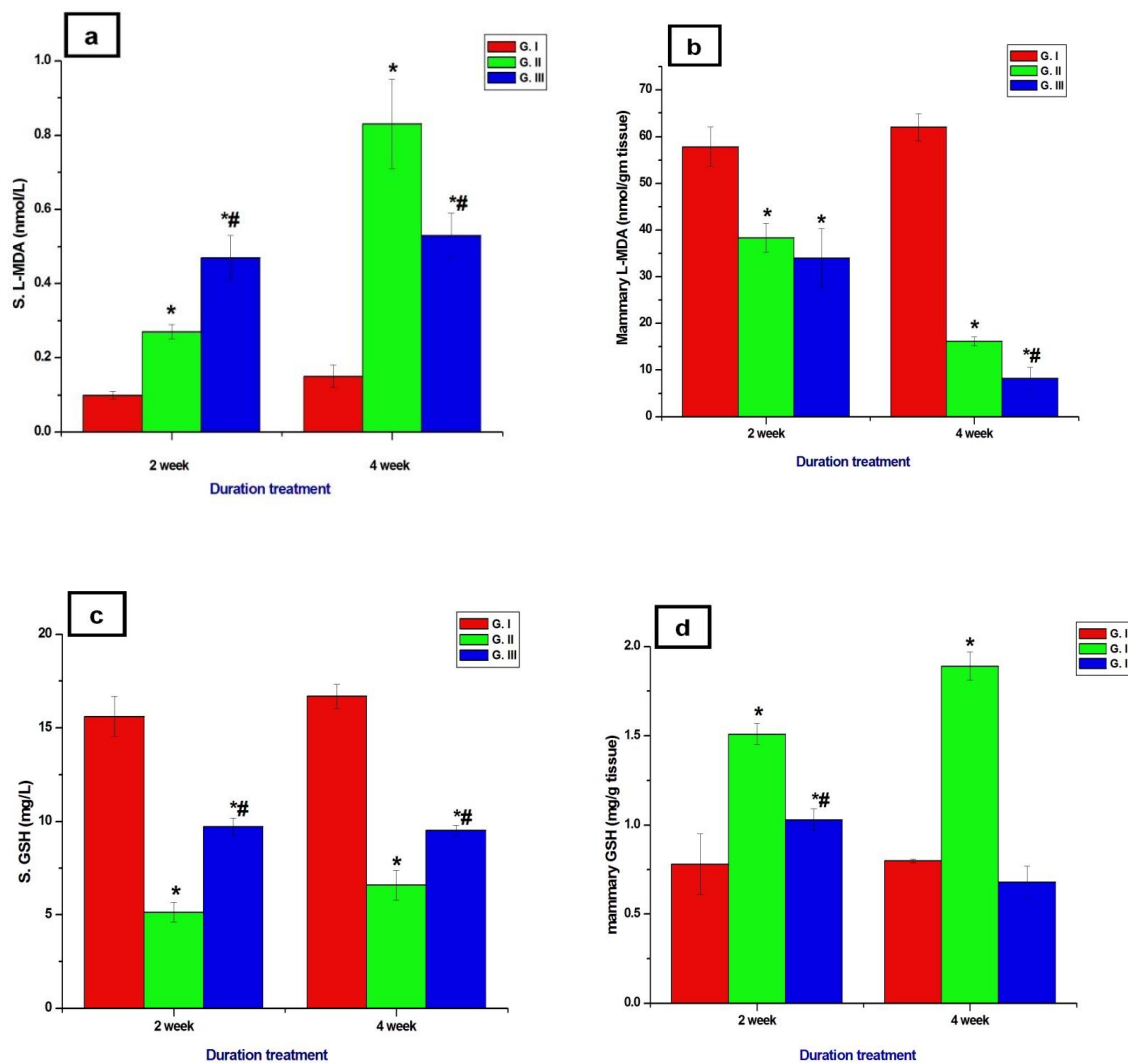 a
G. I
G. II
G. III
S. L-MDA (nmol/L)
1.0
0.8
0.6
0.4
0.2
0.0
*
*#
*
*#
2 week
4 week
Duration treatment
b
G. I
G. II
G. III
Mammary L-MDA (nmol/gm tissue)
70
60
50
40
30
20
10
0
*
*
*
*#
2 week
4 week
Duration treatment
c
G. I
G. II
G. III
S. GSH (mg/L)
20
15
10
5
0
*
*#
*
*#
2 week
4 week
Duration treatment
d
G. I
G. I
G. I
mammary GSH (mg/g tissue)
2.0
1.5
1.0
0.5
0.0
*
*#
*
2 week
4 week
Duration treatment